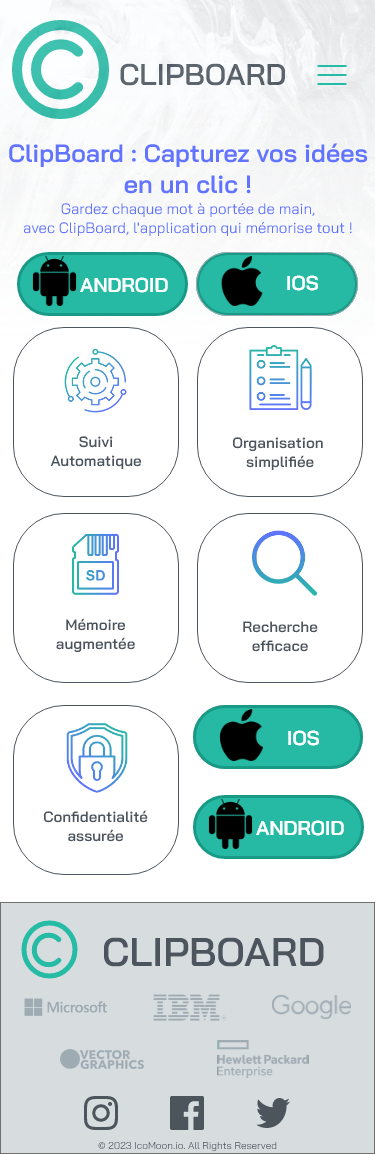 CLIPBOARD
ClipBoard : Capturez vos idées
en un clic !
Gardez chaque mot à portée de main,
avec ClipBoard, l'application qui mémorise tout !
ANDROID
IOS
Suivi
Automatique
Organisation
simplifiée
SD
Mémoire
augmentée
Recherche
efficace
Confidentialité
assurée
IOS
ANDROID
CLIPBOARD
Microsoft
IBM
Google
VECTOR
GRAPHICS
Hewlett Packard
Enterprise
© 2023 IcoMoon.io. All Rights Reserved